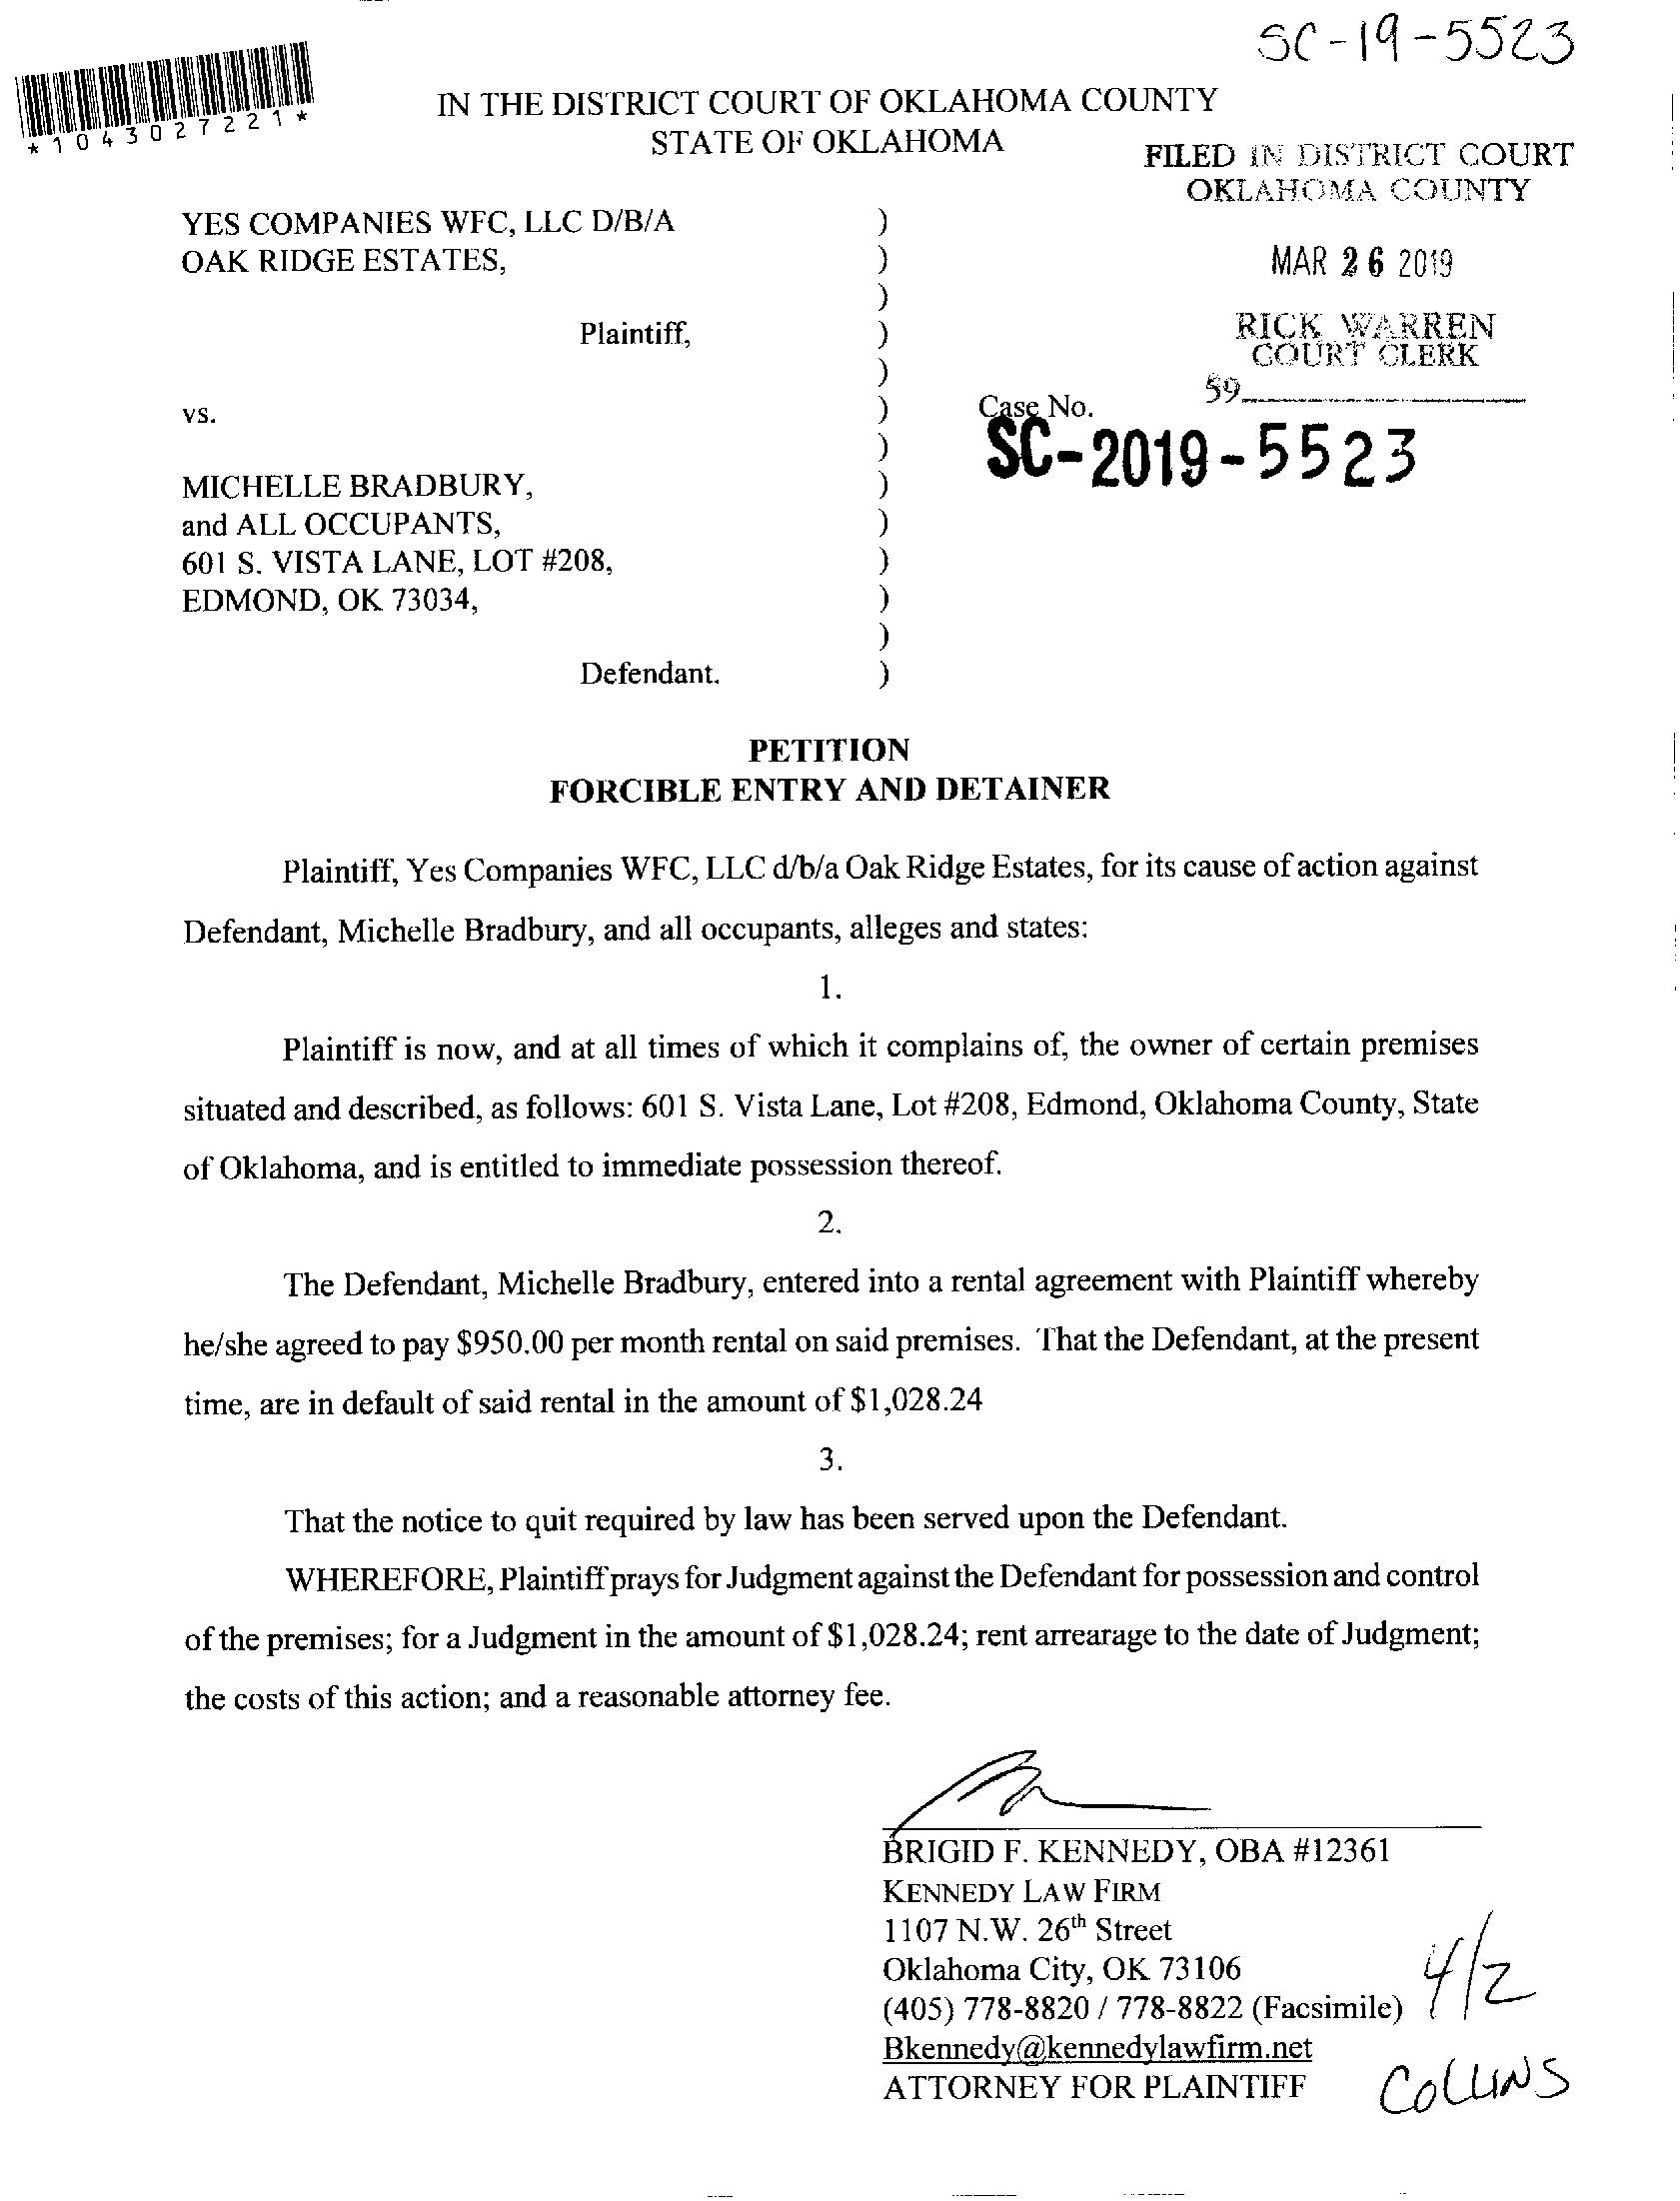 SC-19-5523
*1043027221*
IN THE DISTRICT COURT OF OKLAHOMA COUNTY
STATE OF OKLAHOMA
FILED IN DISTRICT COURT
OKLAHOMA COUNTY
MAR 26 2019
RICK WARREN
COURT CLERK
59
YES COMPANIES WFC, LLC D/B/A )
OAK RIDGE ESTATES, )
)
Plaintiff, )
)
vs. )
)
MICHELLE BRADBURY, )
and ALL OCCUPANTS, )
601 S. VISTA LANE, LOT #208, )
EDMOND, OK 73034, )
)
Defendant. )
Case No.
SC-2019-5523
PETITION
FORCIBLE ENTRY AND DETAINER
Plaintiff, Yes Companies WFC, LLC d/b/a Oak Ridge Estates, for its cause of action against
Defendant, Michelle Bradbury, and all occupants, alleges and states:
1.
Plaintiff is now, and at all times of which it complains of, the owner of certain premises
situated and described, as follows: 601 S. Vista Lane, Lot #208, Edmond, Oklahoma County, State
of Oklahoma, and is entitled to immediate possession thereof.
2.
The Defendant, Michelle Bradbury, entered into a rental agreement with Plaintiff whereby
he/she agreed to pay $950.00 per month rental on said premises. That the Defendant, at the present
time, are in default of said rental in the amount of $1,028.24
3.
That the notice to quit required by law has been served upon the Defendant.
WHEREFORE, Plaintiff prays for Judgment against the Defendant for possession and control
of the premises; for a Judgment in the amount of $1,028.24; rent arrearage to the date of Judgment;
the costs of this action; and a reasonable attorney fee.
BRIGID F. KENNEDY, OBA #12361
KENNEDY LAW FIRM
1107 N.W. 26th Street
Oklahoma City, OK 73106
(405) 778-8820 / 778-8822 (Facsimile)
Bkennedy@kennedylawfirm.net
ATTORNEY FOR PLAINTIFF
4/2
COLLINS